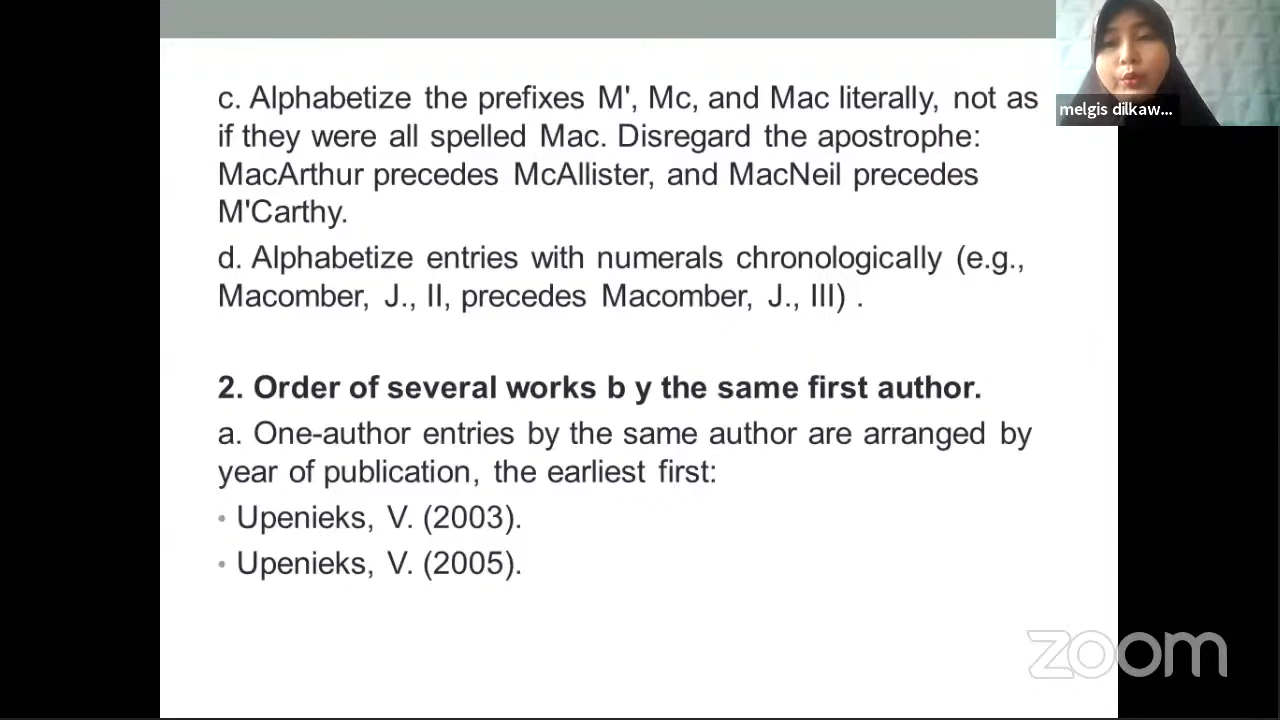 c. Alphabetize the prefixes M', Mc, and Mac literally, not as
if they were all spelled Mac. Disregard the apostrophe:
MacArthur precedes McAllister, and MacNeil precedes
M'Carthy.
d. Alphabetize entries with numerals chronologically (e.g.,
Macomber, J., II, precedes Macomber, J., III) .
2. Order of several works b y the same first author.
a. One-author entries by the same author are arranged by
year of publication, the earliest first:
• Upenieks, V. (2003).
• Upenieks, V. (2005).
melgis dilkaw...
zoom